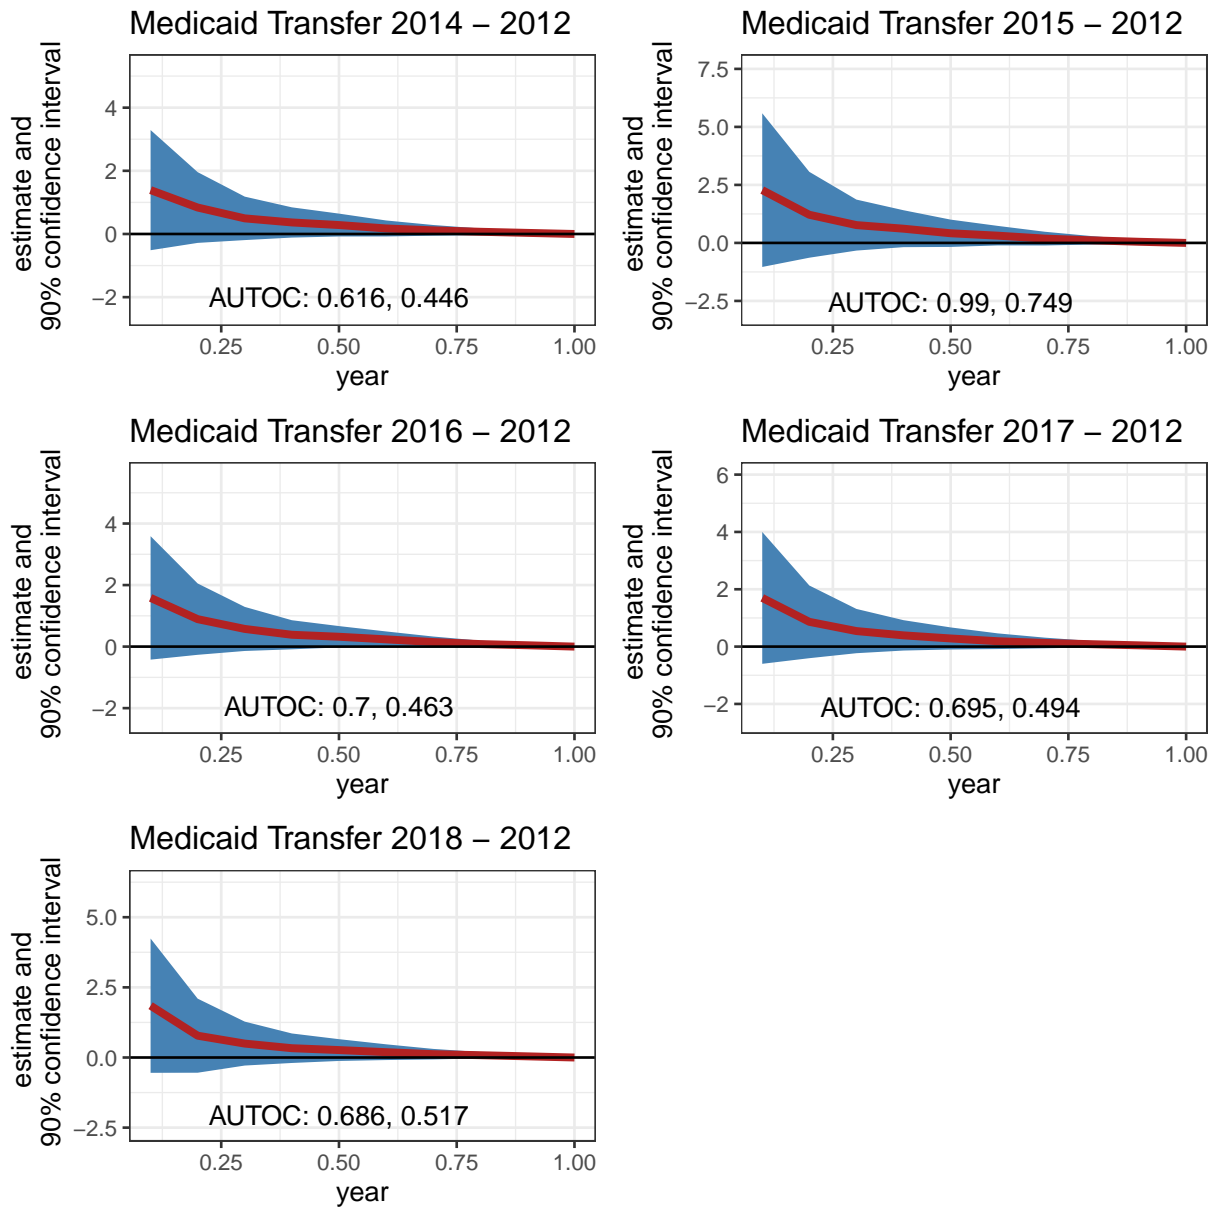 Medicaid Transfer 2014 − 2012
estimate and
90% confidence interval
4
2
0
−2
AUTOC: 0.616, 0.446
0.25 0.50 0.75 1.00
year
Medicaid Transfer 2015 − 2012
estimate and
90% confidence interval
7.5
5.0
2.5
0.0
−2.5
AUTOC: 0.99, 0.749
0.25 0.50 0.75 1.00
year
Medicaid Transfer 2016 − 2012
estimate and
90% confidence interval
4
2
0
−2
AUTOC: 0.7, 0.463
0.25 0.50 0.75 1.00
year
Medicaid Transfer 2017 − 2012
estimate and
90% confidence interval
6
4
2
0
−2
AUTOC: 0.695, 0.494
0.25 0.50 0.75 1.00
year
Medicaid Transfer 2018 − 2012
estimate and
90% confidence interval
5.0
2.5
0.0
−2.5
AUTOC: 0.686, 0.517
0.25 0.50 0.75 1.00
year